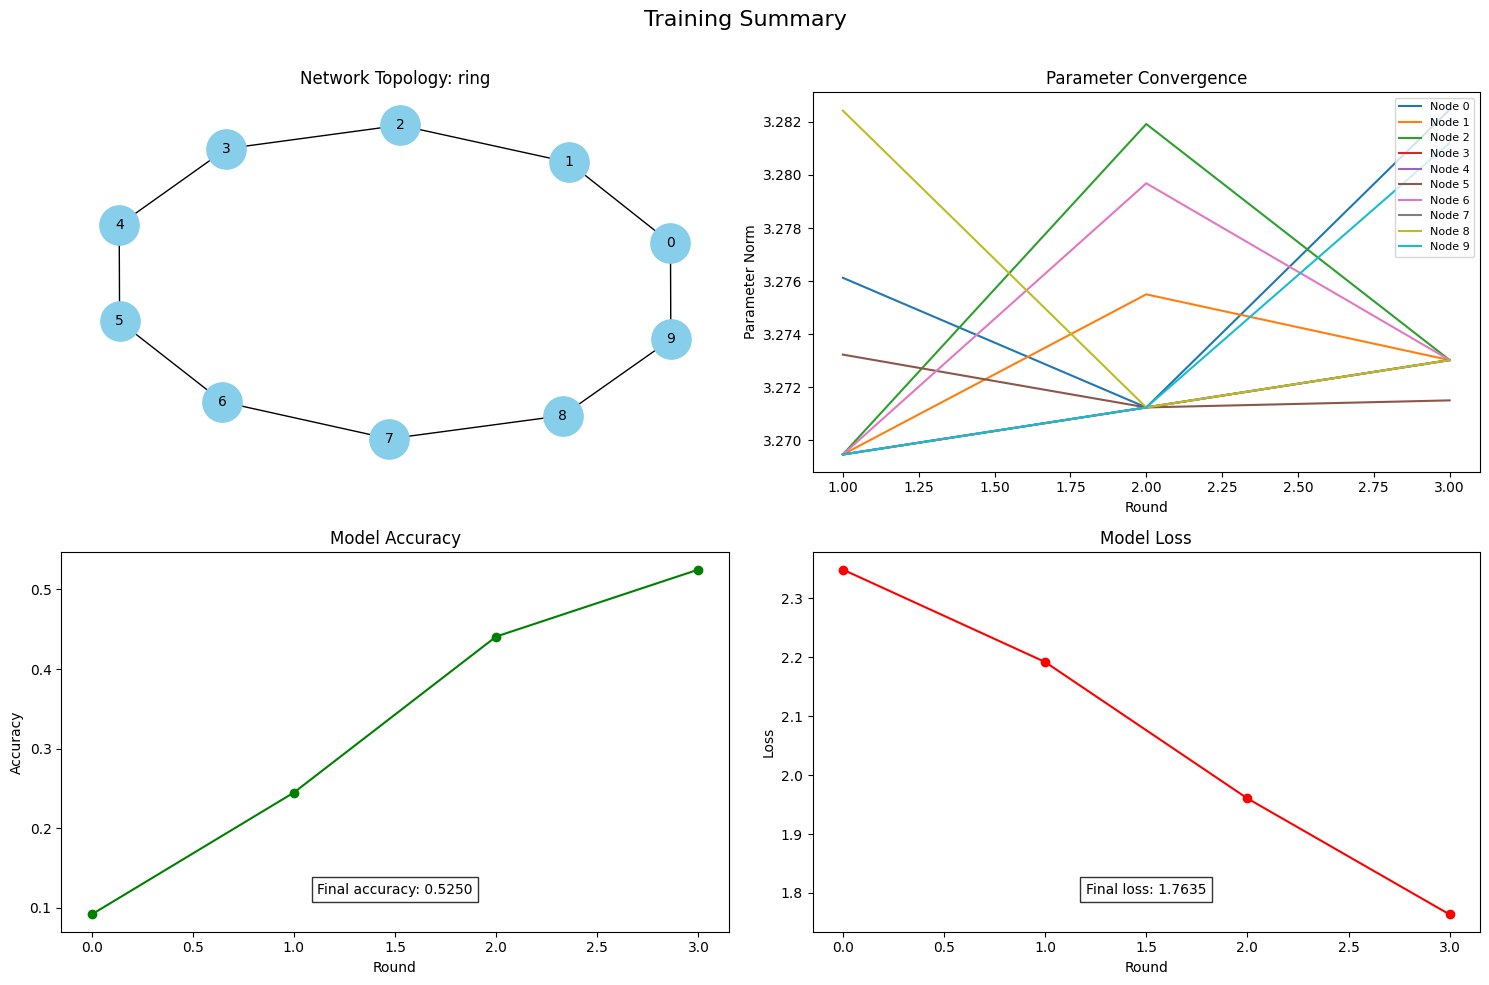 Training Summary
Network Topology: ring
2
3
1
4
0
5
9
6
8
7
Parameter Convergence
3.282
3.280
3.278
3.276
3.274
3.272
3.270
Parameter Norm
Node 0
Node 1
Node 2
Node 3
Node 4
Node 5
Node 6
Node 7
Node 8
Node 9
1.00 1.25 1.50 1.75 2.00 2.25 2.50 2.75 3.00
Round
Model Accuracy
0.5
0.4
0.3
0.2
0.1
Accuracy
Final accuracy: 0.5250
0.0 0.5 1.0 1.5 2.0 2.5 3.0
Round
Model Loss
2.3
2.2
2.1
2.0
1.9
1.8
Loss
Final loss: 1.7635
0.0 0.5 1.0 1.5 2.0 2.5 3.0
Round